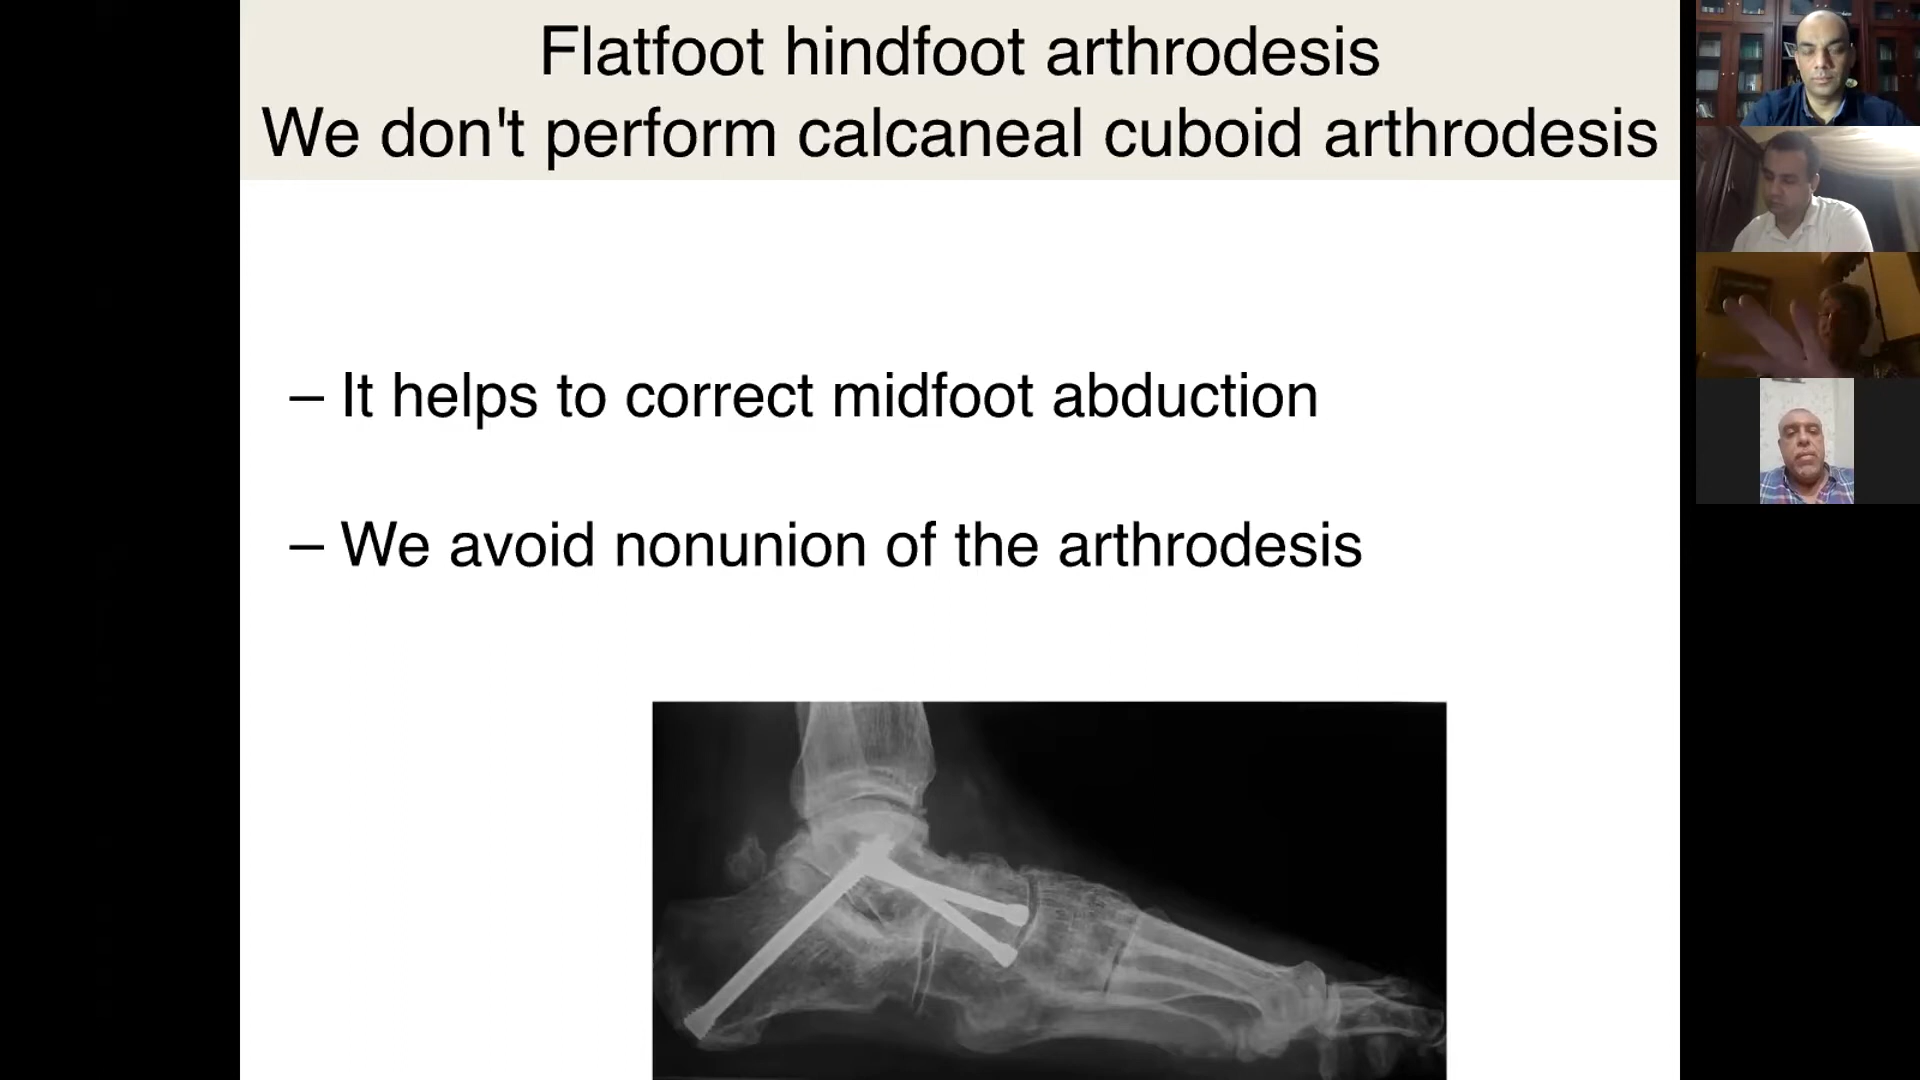 Flatfoot hindfoot arthrodesis
We don't perform calcaneal cuboid arthrodesis
– It helps to correct midfoot abduction
– We avoid nonunion of the arthrodesis